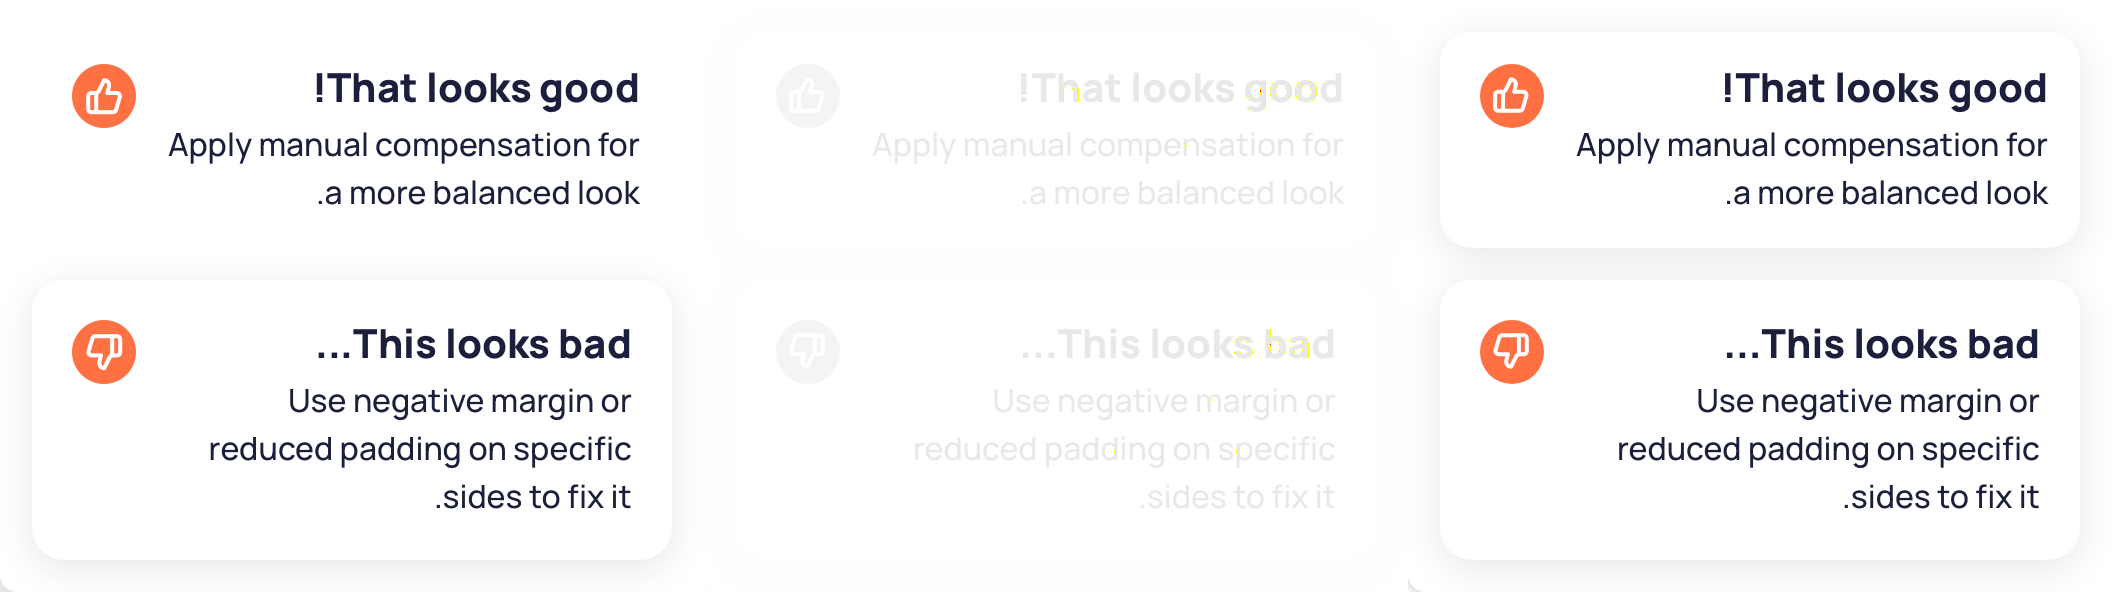 !That looks good
Apply manual compensation for
.a more balanced look
...This looks bad
Use negative margin or
reduced padding on specific
.sides to fix it
!That looks good
Apply manual compensation for
.a more balanced look
...This looks bad
Use negative margin or
reduced padding on specific
.sides to fix it
!That looks good
Apply manual compensation for
.a more balanced look
...This looks bad
Use negative margin or
reduced padding on specific
.sides to fix it